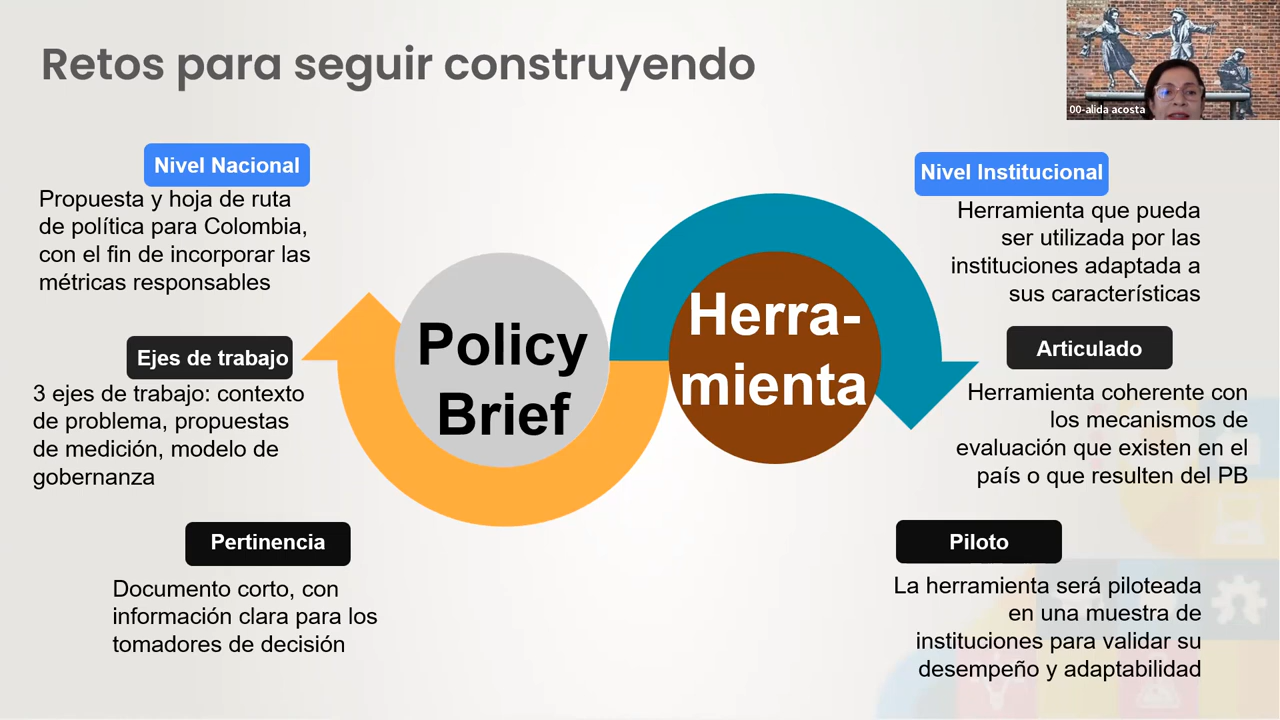 Retos para seguir construyendo
00-alida acosta
Nivel Nacional
Propuesta y hoja de ruta
de política para Colombia,
con el fin de incorporar las
métricas responsables
Ejes de trabajo
3 ejes de trabajo: contexto
de problema, propuestas
de medición, modelo de
gobernanza
Pertinencia
Documento corto, con
información clara para los
tomadores de decisión
Policy
Brief
Herra-
mienta
Nivel Institucional
Herramienta que pueda
ser utilizada por las
instituciones adaptada a
sus características
Articulado
Herramienta coherente con
los mecanismos de
evaluación que existen en el
país o que resulten del PB
Piloto
La herramienta será piloteada
en una muestra de
instituciones para validar su
desempeño y adaptabilidad